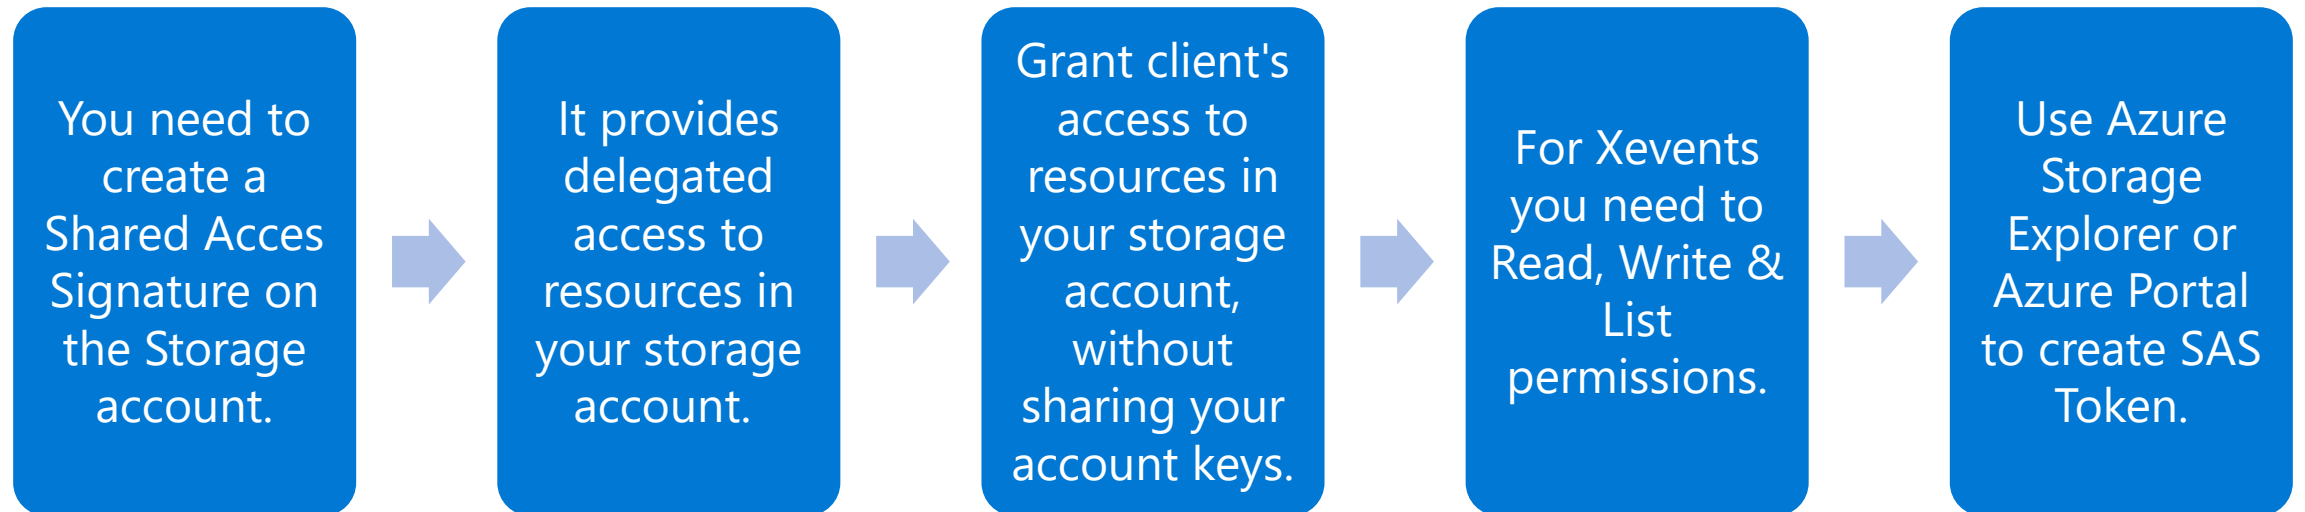 You need to
create a
Shared Acces
Signature on
the Storage
account.
It provides
delegated
access to
resources in
your storage
account.
Grant client's
access to
resources in
your storage
account,
without
sharing your
account keys.
For Xevents
you need to
Read, Write &
List
permissions.
Use Azure
Storage
Explorer or
Azure Portal
to create SAS
Token.